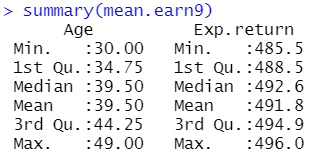 > summary(mean.earn9)
      Age          Exp.return
 Min.   :30.00   Min.   :485.5
 1st Qu.:34.75   1st Qu.:488.5
 Median :39.50   Median :492.6
 Mean   :39.50   Mean   :491.8
 3rd Qu.:44.25   3rd Qu.:494.9
 Max.   :49.00   Max.   :496.0